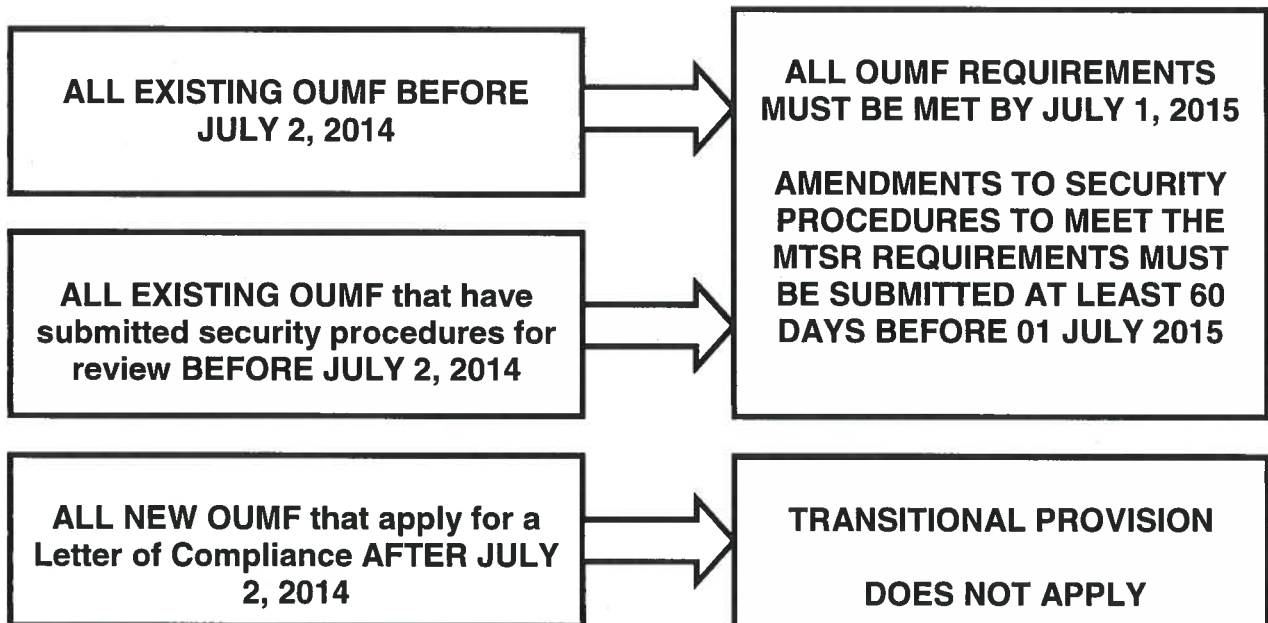 ALL EXISTING OUMF BEFORE
JULY 2, 2014
ALL OUMF REQUIREMENTS
MUST BE MET BY JULY 1, 2015
AMENDMENTS TO SECURITY
PROCEDURES TO MEET THE
MTSR REQUIREMENTS MUST
BE SUBMITTED AT LEAST 60
DAYS BEFORE 01 JULY 2015
ALL EXISTING OUMF that have
submitted security procedures for
review BEFORE JULY 2, 2014
ALL NEW OUMF that apply for a
Letter of Compliance AFTER JULY
2, 2014
TRANSITIONAL PROVISION
DOES NOT APPLY